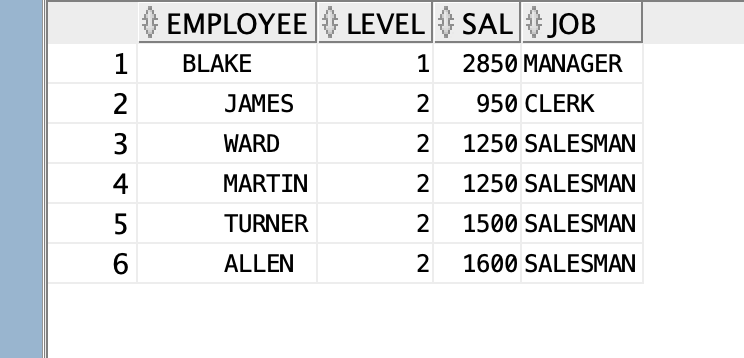 EMPLOYEE LEVEL SAL JOB
1 BLAKE 1 2850 MANAGER
2 JAMES 2 950 CLERK
3 WARD 2 1250 SALESMAN
4 MARTIN 2 1250 SALESMAN
5 TURNER 2 1500 SALESMAN
6 ALLEN 2 1600 SALESMAN